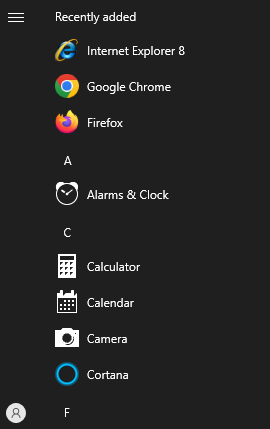 Recently added
Internet Explorer 8
Google Chrome
Firefox
A
Alarms & Clock
C
Calculator
Calendar
Camera
Cortana
F